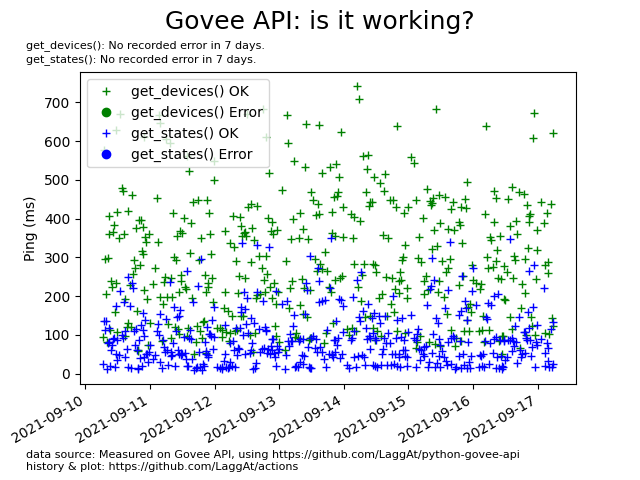 Govee API: is it working?
get_devices(): No recorded error in 7 days.
get_states(): No recorded error in 7 days.
get_devices() OK
get_devices() Error
get_states() OK
get_states() Error
Ping (ms)
700
600
500
400
300
200
100
0
2021-09-10
2021-09-11
2021-09-12
2021-09-13
2021-09-14
2021-09-15
2021-09-16
2021-09-17
data source: Measured on Govee API, using https://github.com/LaggAt/python-govee-api
history & plot: https://github.com/LaggAt/actions